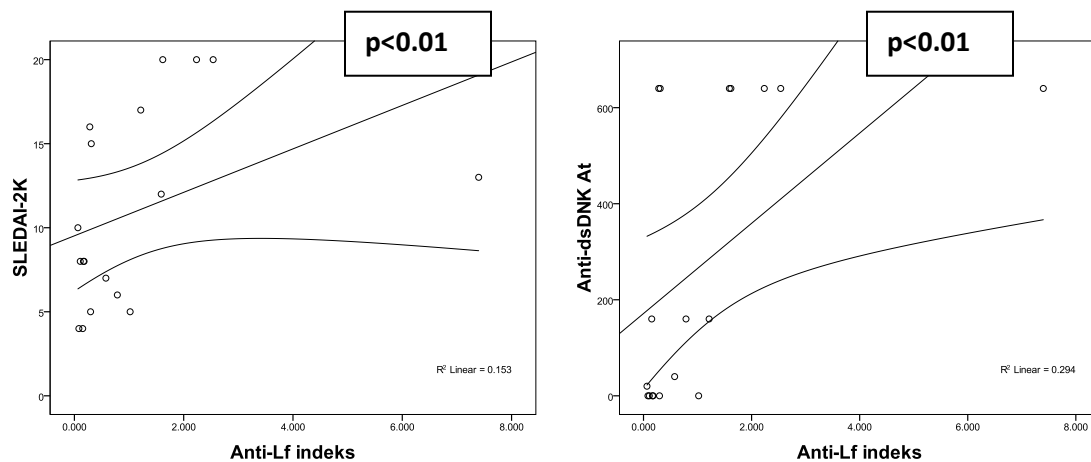 p<0.01
20
15
10
5
0
SLEDAI-2K
R² Linear = 0.153
0.000 2.000 4.000 6.000 8.000
Anti-Lf indeks
p<0.01
600
400
200
0
Anti-dsDNK At
R² Linear = 0.294
0.000 2.000 4.000 6.000 8.000
Anti-Lf indeks